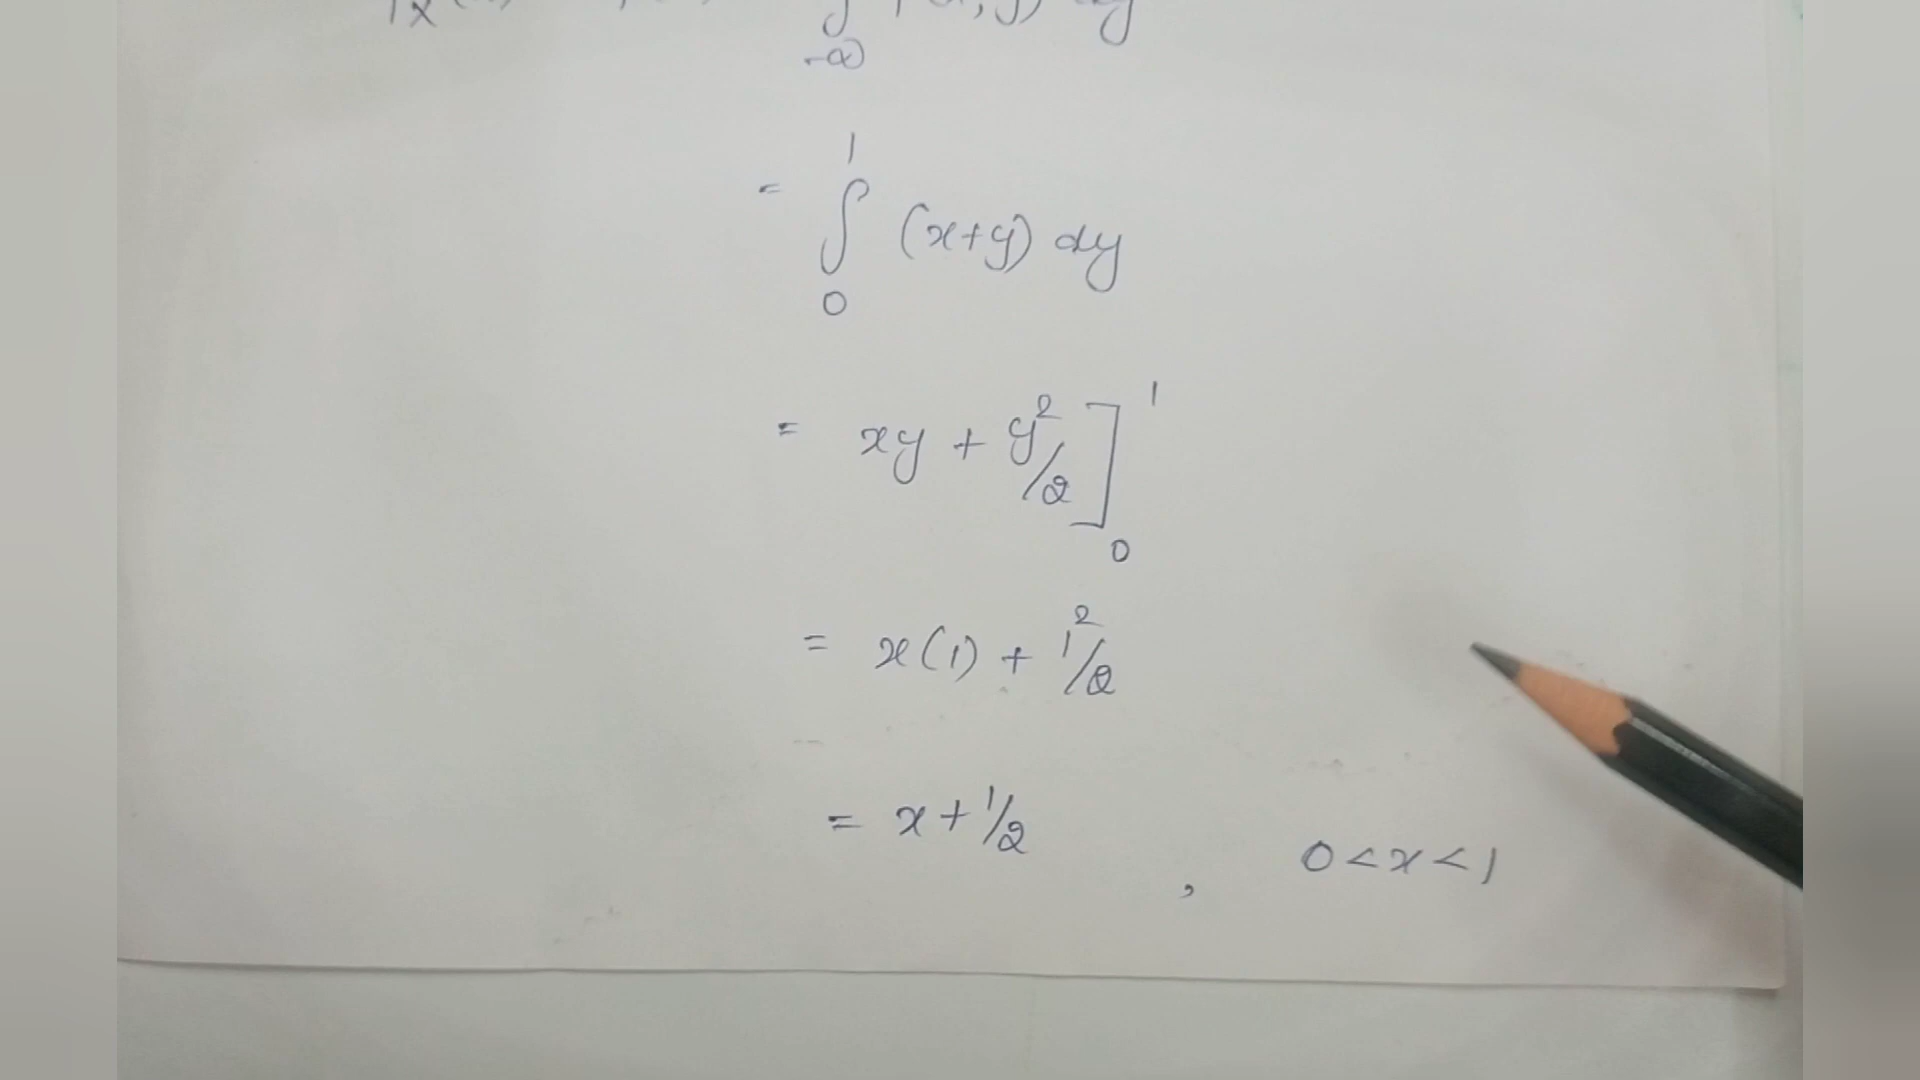 -∞
= ∫₀¹ (x+y) dy
= xy + y²/2 ]₀¹
= x(1) + 1²/2
= x + 1/2 , 0<x<1